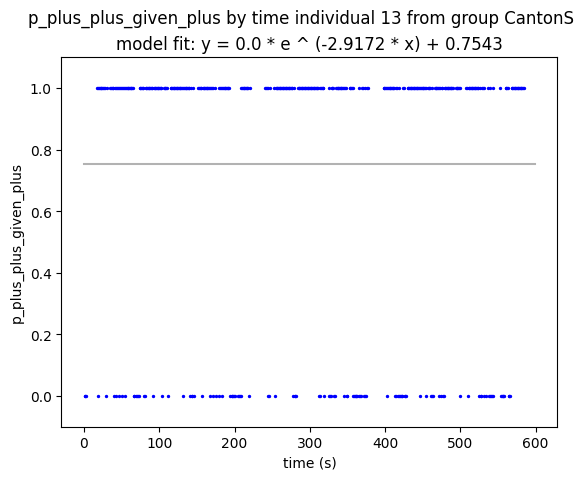 p_plus_plus_given_plus by time individual 13 from group CantonS
model fit: y = 0.0 * e ^ (-2.9172 * x) + 0.7543
1.0
0.8
0.6
0.4
0.2
0.0
p_plus_plus_given_plus
0 100 200 300 400 500 600
time (s)